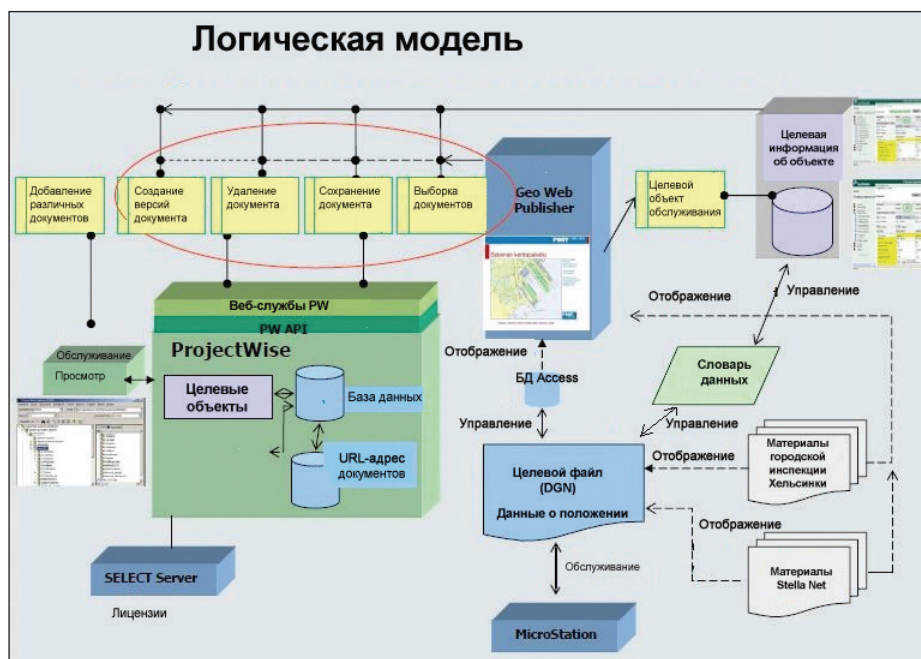 Логическая модель
Целевая
информация
об объекте
Добавление
различных
документов
Создание
версий
документа
Удаление
документа
Сохранение
документа
Выборка
документов
Geo Web
Publisher
Целевой
объект
обслуживания
Веб-службы PW
PW API
ProjectWise
Обслуживание
Просмотр
Целевые
объекты
База данных
URL-адрес
документов
SELECT Server
Лицензии
Отображение
БД Access
Управление
Отображение
Управление
Словарь
данных
Управление
Целевой файл
(DGN)
Данные о положении
Отображение
Материалы
городской
инспекции
Хельсинки
Отображение
Материалы
Stella Net
Обслуживание
MicroStation